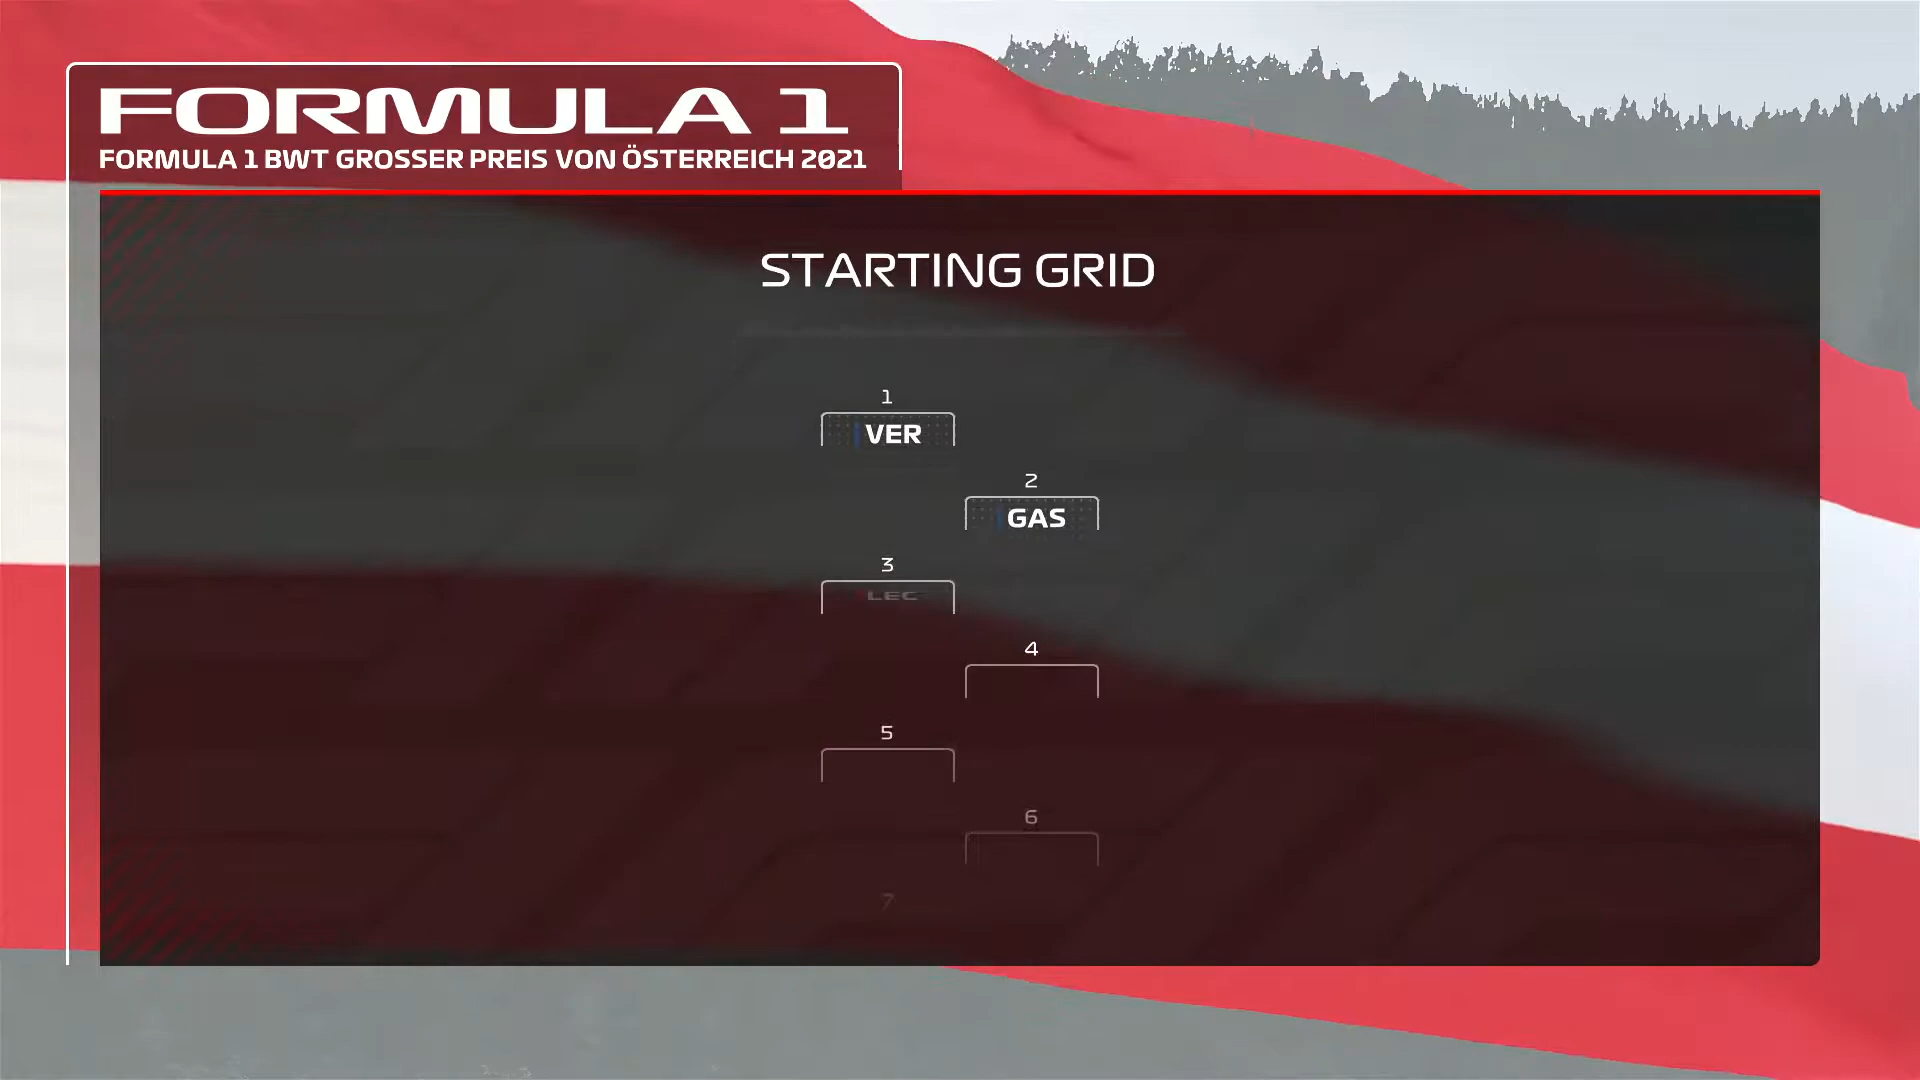 FORMULA 1
FORMULA 1 BWT GROSSER PREIS VON ÖSTERREICH 2021
STARTING GRID
1
VER
2
GAS
3
LEC
4
5
6
7